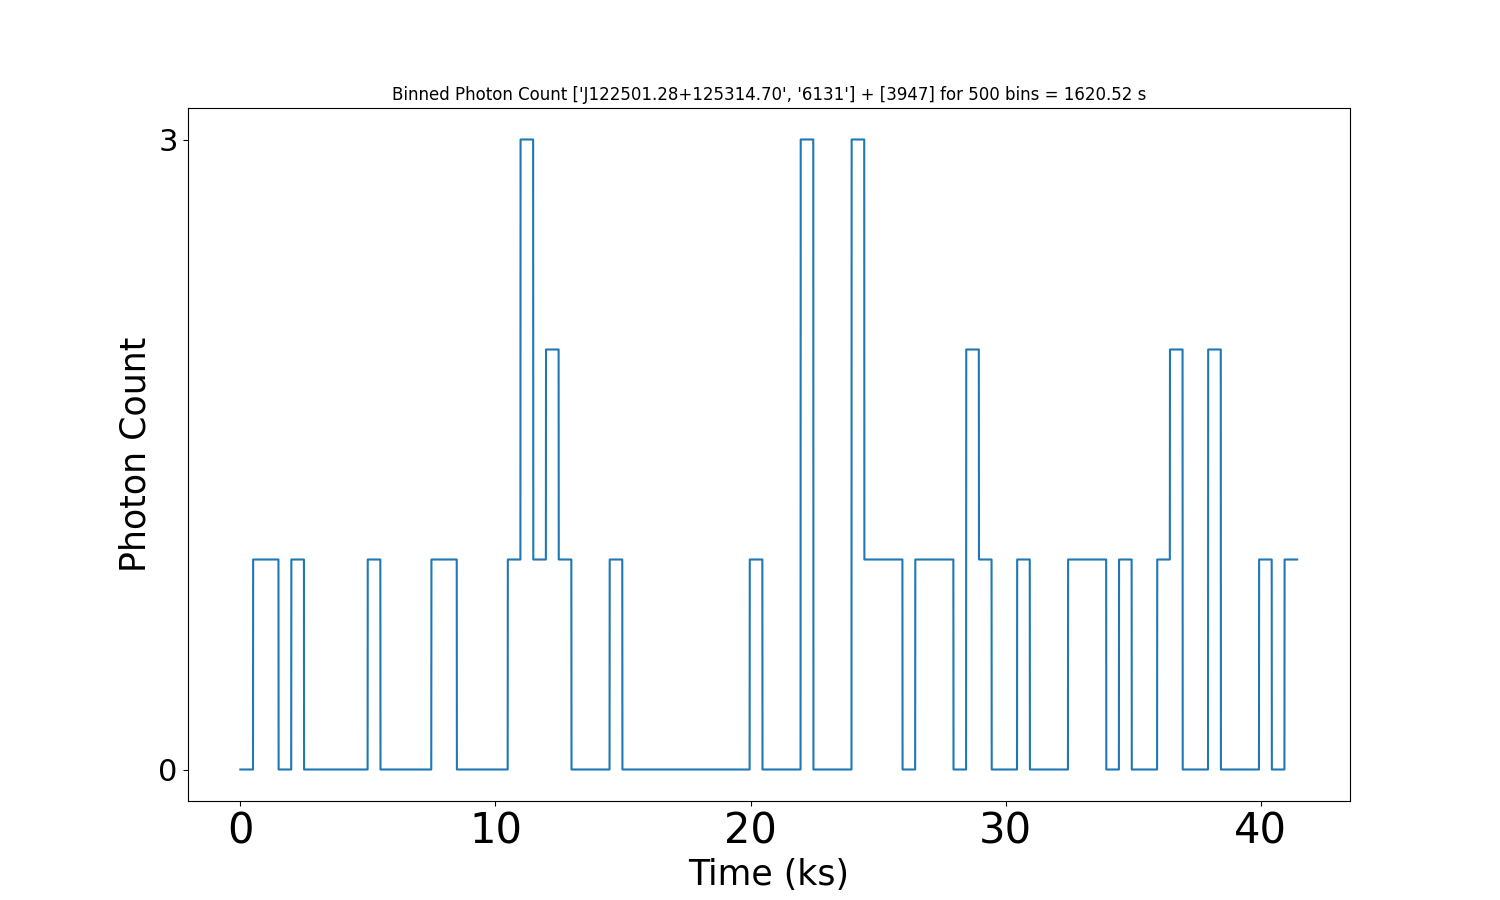 Binned Photon Count ['J122501.28+125314.70', '6131'] + [3947] for 500 bins = 1620.52 s
3
0
Photon Count
0 10 20 30 40
Time (ks)